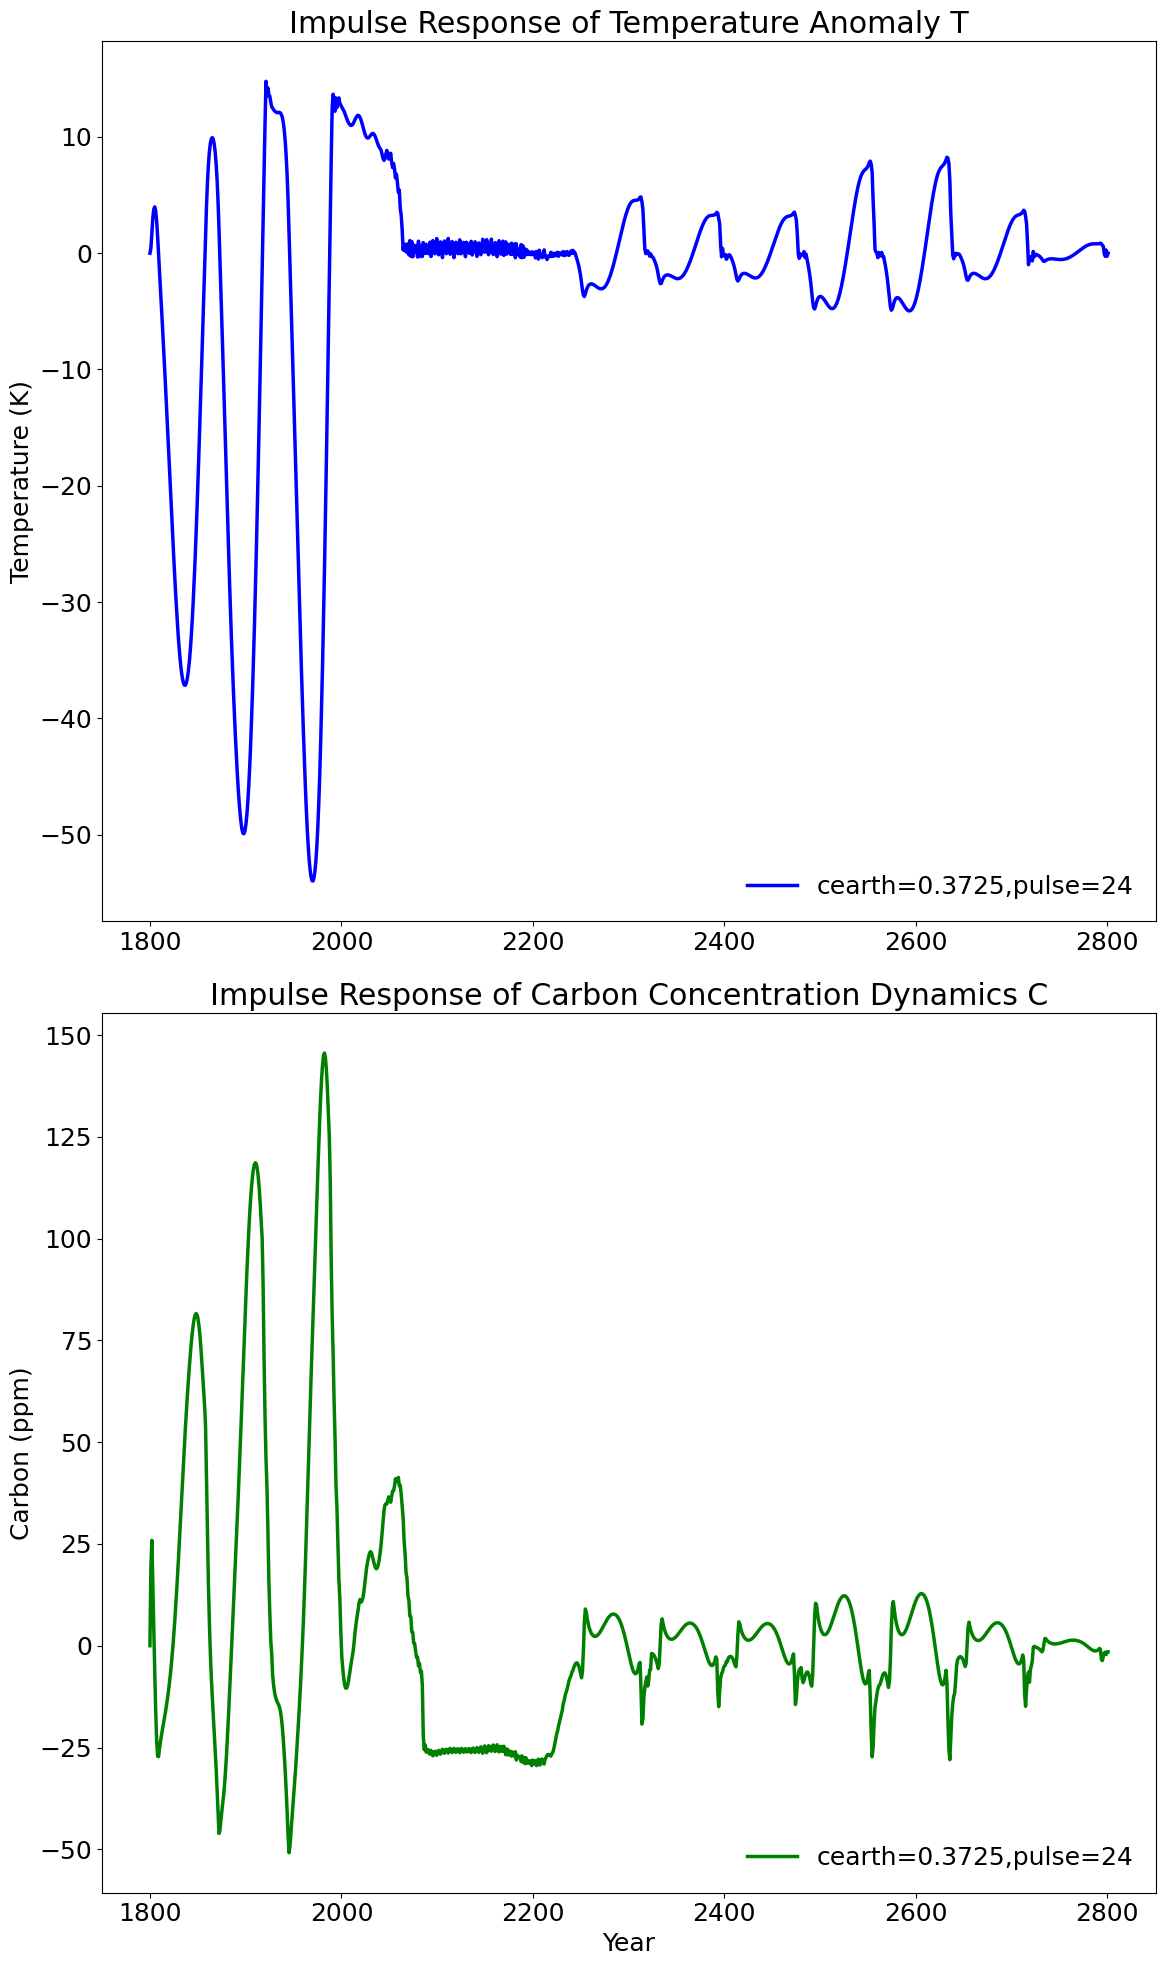 Impulse Response of Temperature Anomaly T
Temperature (K)
10
0
−10
−20
−30
−40
−50
cearth=0.3725,pulse=24
1800 2000 2200 2400 2600 2800
Impulse Response of Carbon Concentration Dynamics C
Carbon (ppm)
150
125
100
75
50
25
0
−25
−50
cearth=0.3725,pulse=24
1800 2000 2200 2400 2600 2800
Year